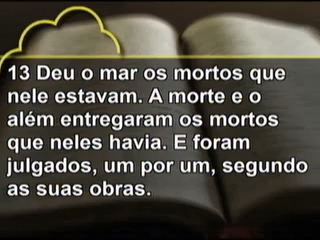 13 Deu o mar os mortos que
nele estavam. A morte e o
além entregaram os mortos
que neles havia. E foram
julgados, um por um, segundo
as suas obras.